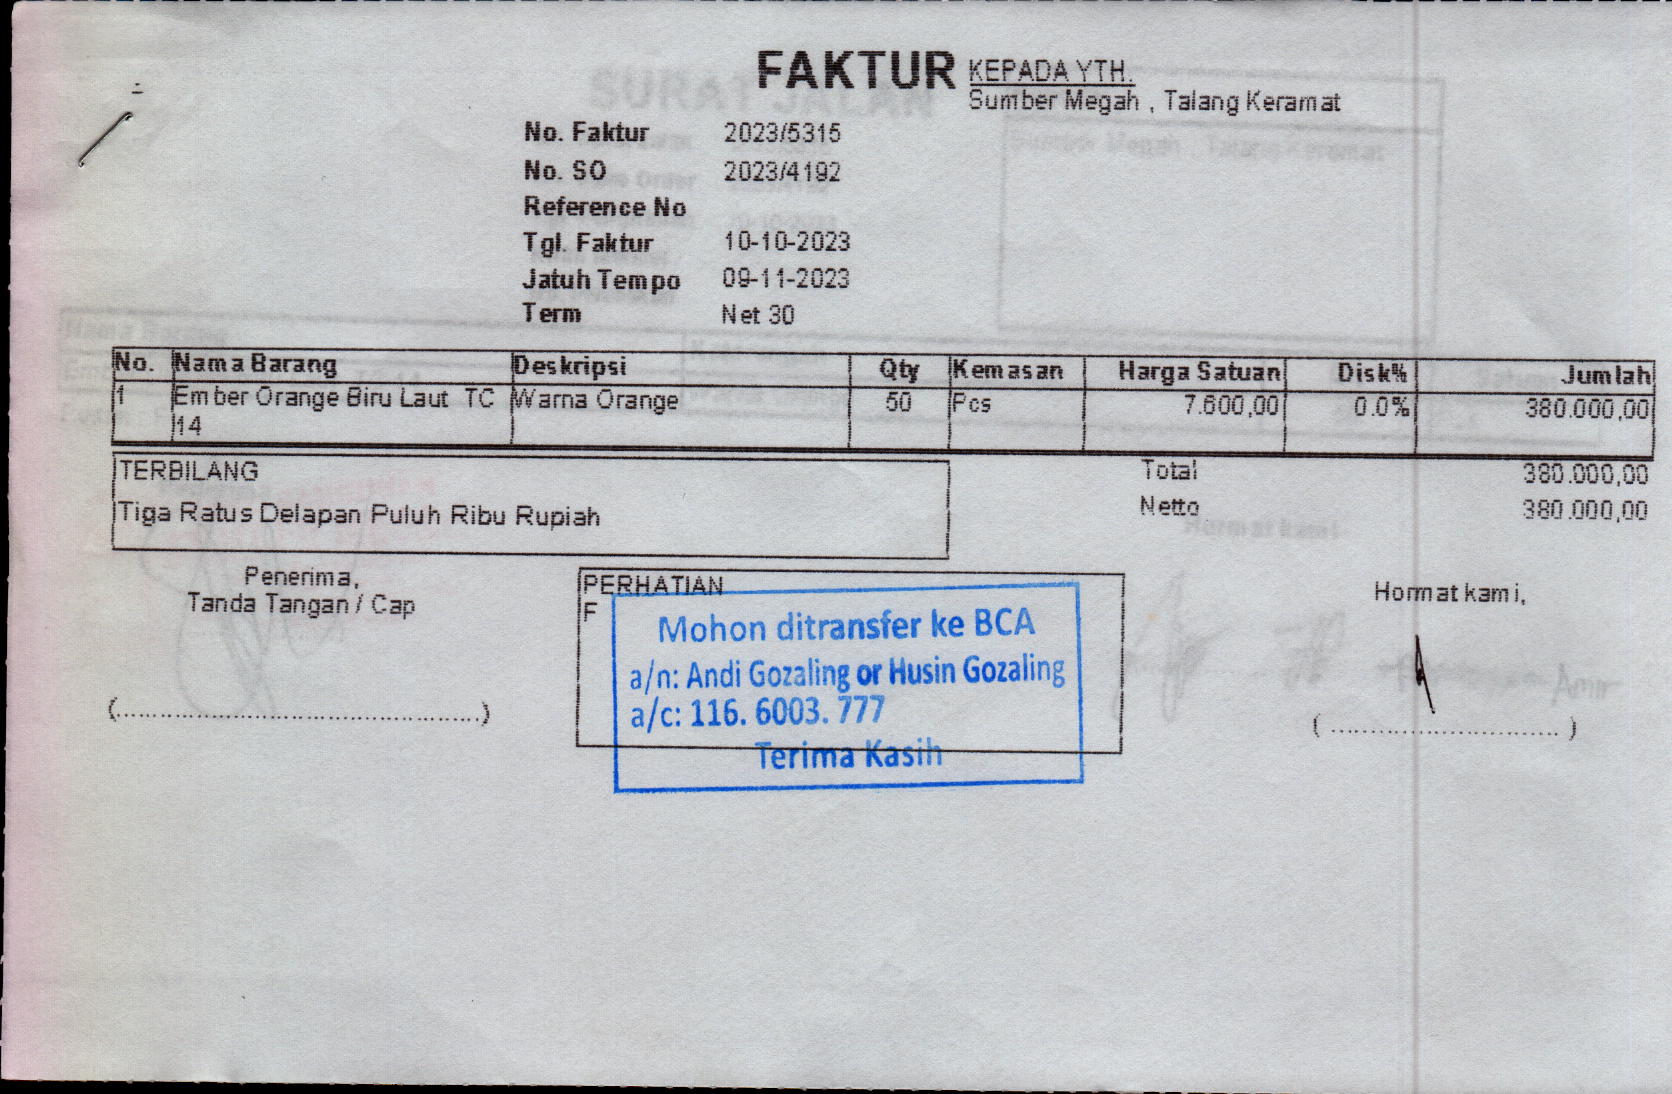 FAKTUR
KEPADA YTH.
Sumber Megah , Talang Keramat
No. Faktur 2023/5315
No. SO 2023/4192
Reference No
Tgl. Faktur 10-10-2023
Jatuh Tempo 09-11-2023
Term Net 30
No. Nama Barang Deskripsi Qty Kemasan Harga Satuan Disk% Jumlah
1 Ember Orange Biru Laut TC Warna Orange 50 Pcs 7.600,00 0.0% 380.000,00
14
TERBILANG Total 380.000,00
Tiga Ratus Delapan Puluh Ribu Rupiah Netto 380.000,00
Penerima,
Tanda Tangan / Cap
(..............................................)
PERHATIAN
F
Mohon ditransfer ke BCA
a/n: Andi Gozaling or Husin Gozaling
a/c: 116. 6003. 777
Terima Kasih
Hormat kami,
( ............................ )